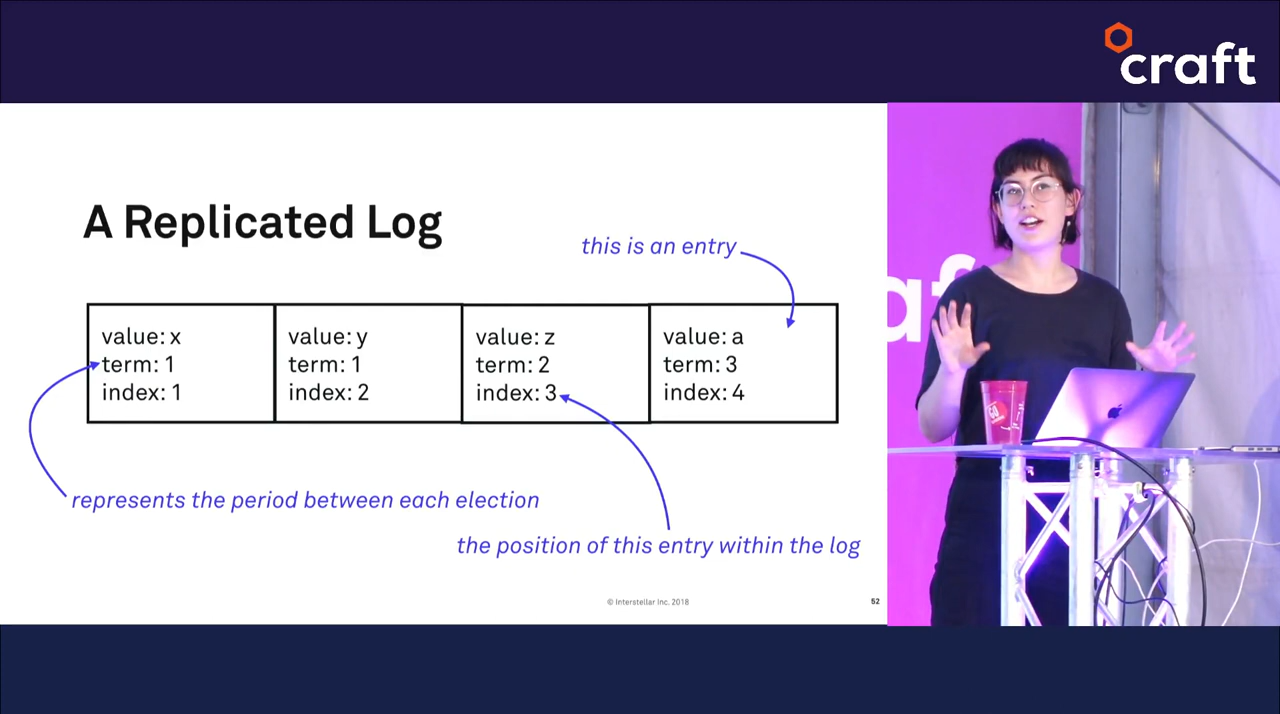 craft
A Replicated Log
this is an entry
value: x
term: 1
index: 1
value: y
term: 1
index: 2
value: z
term: 2
index: 3
value: a
term: 3
index: 4
represents the period between each election
the position of this entry within the log
© Interstellar Inc. 2018
52
af